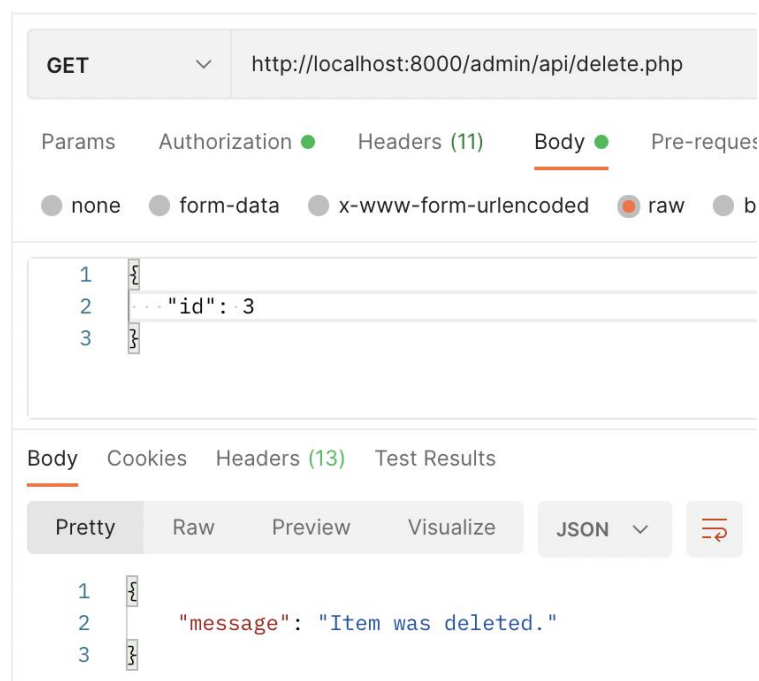 GET http://localhost:8000/admin/api/delete.php
Params Authorization Headers (11) Body Pre-reques
none form-data x-www-form-urlencoded raw b
1 {
2 "id": 3
3 }
Body Cookies Headers (13) Test Results
Pretty Raw Preview Visualize JSON
1 {
2 "message": "Item was deleted."
3 }